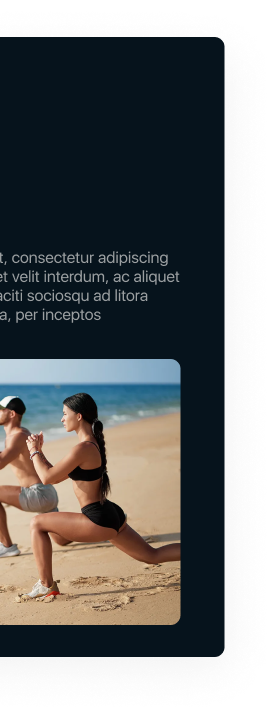 t, consectetur adipiscing
et velit interdum, ac aliquet
aciti sociosqu ad litora
a, per inceptos